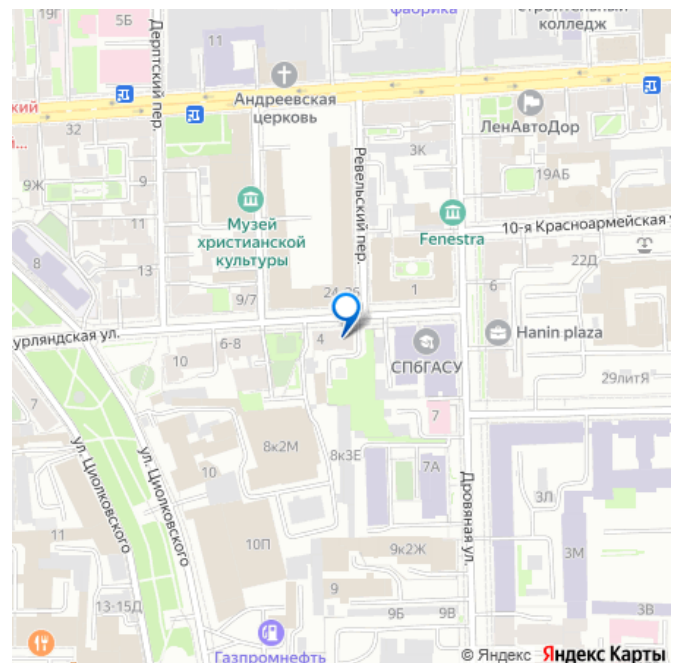 19Г
5Б
Дерптский пер.
11
фабрика
Строительный
колледж
Андреевская
церковь
ский
32
ЛенАвтоДор
3К
Ревельский пер.
19АБ
9Ж
9
11
Музей
христианской
культуры
Fenestra
10-я Красноармейская у
8
13
22Д
9/7
24-26
1
6
урляндская ул.
6-8
4
10
СПбГАСУ
Hanin plaza
29литЯ
7
7
8к2М
8к3Е
7А
ул. Циолковского
ул. Циолковского
10
Дровяная ул.
3Л
11
10П
9к2Ж
3М
13-15Д
9
9Б
9В
3В
Газпромнефть
© Яндекс Яндекс Карты